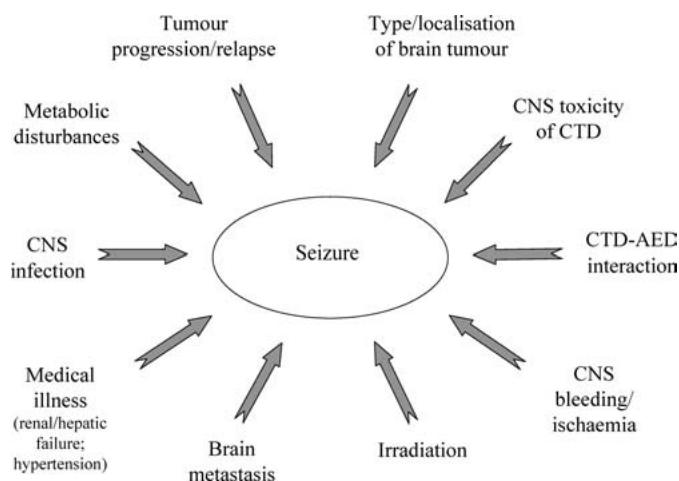 Tumour
progression/relapse
Type/localisation
of brain tumour
Metabolic
disturbances
CNS toxicity
of CTD
CNS
infection
Seizure
CTD-AED
interaction
Medical
illness
(renal/hepatic
failure;
hypertension)
Brain
metastasis
Irradiation
CNS
bleeding/
ischaemia